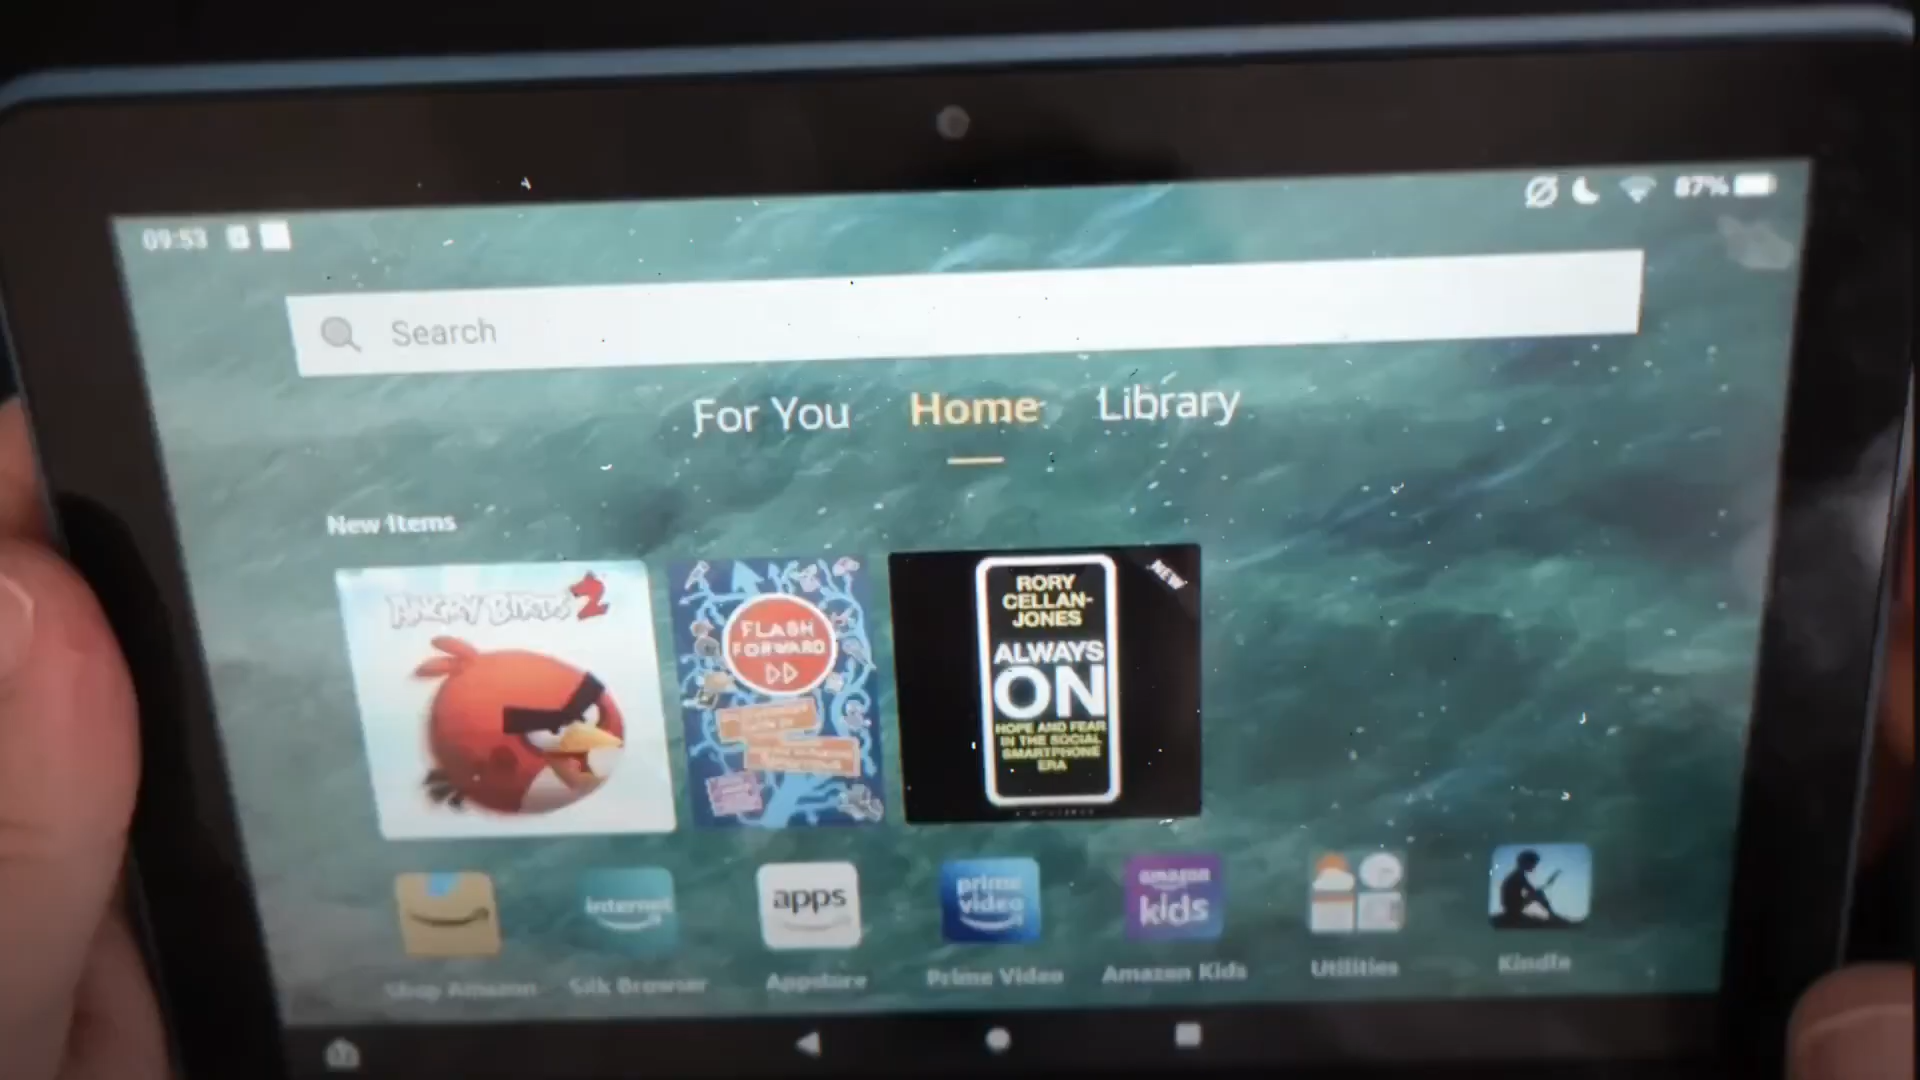 09:53
87%
Search
For You Home Library
New Items
ANGRY BIRDS 2
FLASH
FORWARD
NEW
RORY
CELLAN-
JONES
ALWAYS
ON
HOPE AND FEAR
IN THE SOCIAL
SMARTPHONE
ERA
internet
apps
prime
video
amazon
kids
Shop Amazon
Silk Browser
Appstore
Prime Video
Amazon Kids
Utilities
Kindle